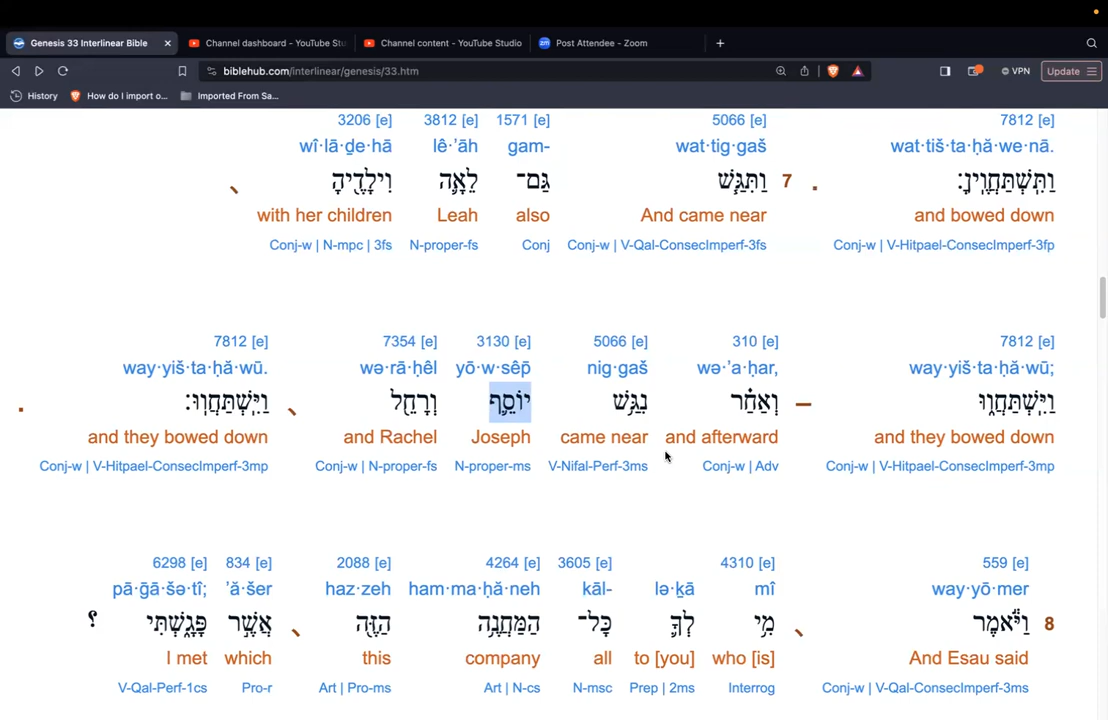 Genesis 33 Interlinear Bible
Channel dashboard - YouTube Stu
Channel content - YouTube Studio
Post Attendee - Zoom
biblehub.com/interlinear/genesis/33.htm
VPN
Update
History
How do I import o...
Imported From Sa...
3206 [e] 3812 [e] 1571 [e] 5066 [e] 7812 [e]
wî·lā·ḏe·hā lê·’āh gam- wat·tig·gaš wat·tiš·ta·ḥă·we·nā.
וַתִּֽשְׁתַּחֲוֶֽיןָ׃ . 7 וַתִּגַּ֧שׁ גַּם־ לֵאָ֛ה וִילָדֶ֖יהָ 、
with her children Leah also And came near and bowed down
Conj-w | N-mpc | 3fs N-proper-fs Conj Conj-w | V-Qal-ConsecImperf-3fs Conj-w | V-Hitpael-ConsecImperf-3fp
7812 [e] 7354 [e] 3130 [e] 5066 [e] 310 [e] 7812 [e]
way·yiš·ta·ḥă·wū. wə·rā·ḥêl yō·w·sêp̄ nig·gaš wə·’a·ḥar, way·yiš·ta·ḥă·wū;
וַיִּֽשְׁתַּחֲו֑וּ – וְאַחַ֗ר נִגַּ֥שׁ יוֹסֵ֛ף וְרָחֵ֖ל 、 וַיִּֽשְׁתַּחֲוֽוּ׃ .
and they bowed down and Rachel Joseph came near and afterward and they bowed down
Conj-w | V-Hitpael-ConsecImperf-3mp Conj-w | N-proper-fs N-proper-ms V-Nifal-Perf-3ms Conj-w | Adv Conj-w | V-Hitpael-ConsecImperf-3mp
6298 [e] 834 [e] 2088 [e] 4264 [e] 3605 [e] 4310 [e] 559 [e]
pā·ḡā·šə·tî; ’ă·šer haz·zeh ham·ma·ḥă·neh kāl- lə·ḵā mî way·yō·mer
8 וַיֹּ֕אמֶר 、 מִ֥י לְךָ֛ כָּל־ הַמַּחֲנֶ֥ה הַזֶּ֖ה 、 אֲשֶׁ֣ר פָּגָ֑שְׁתִּי ؟
I met which this company all to [you] who [is] And Esau said
V-Qal-Perf-1cs Pro-r Art | Pro-ms Art | N-cs N-msc Prep | 2ms Interrog Conj-w | V-Qal-ConsecImperf-3ms